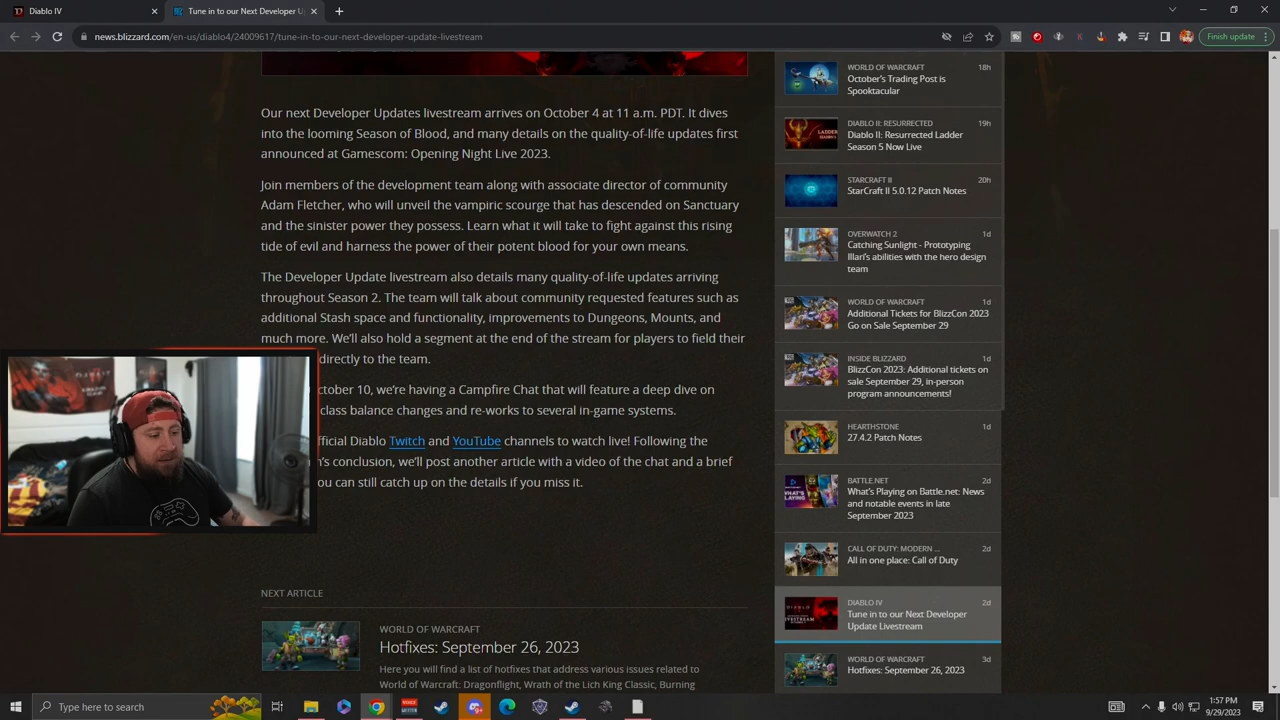 Diablo IV
Tune in to our Next Developer U
news.blizzard.com/en-us/diablo4/24009617/tune-in-to-our-next-developer-update-livestream
Finish update
Our next Developer Updates livestream arrives on October 4 at 11 a.m. PDT. It dives
into the looming Season of Blood, and many details on the quality-of-life updates first
announced at Gamescom: Opening Night Live 2023.
Join members of the development team along with associate director of community
Adam Fletcher, who will unveil the vampiric scourge that has descended on Sanctuary
and the sinister power they possess. Learn what it will take to fight against this rising
tide of evil and harness the power of their potent blood for your own means.
The Developer Update livestream also details many quality-of-life updates arriving
throughout Season 2. The team will talk about community requested features such as
additional Stash space and functionality, improvements to Dungeons, Mounts, and
much more. We'll also hold a segment at the end of the stream for players to field their
directly to the team.
ctober 10, we're having a Campfire Chat that will feature a deep dive on
class balance changes and re-works to several in-game systems.
fficial Diablo Twitch and YouTube channels to watch live! Following the
n's conclusion, we'll post another article with a video of the chat and a brief
ou can still catch up on the details if you miss it.
NEXT ARTICLE
WORLD OF WARCRAFT
Hotfixes: September 26, 2023
Here you will find a list of hotfixes that address various issues related to
World of Warcraft: Dragonflight, Wrath of the Lich King Classic, Burning
WORLD OF WARCRAFT 18h
October's Trading Post is
Spooktacular
DIABLO II: RESURRECTED 19h
Diablo II: Resurrected Ladder
Season 5 Now Live
STARCRAFT II 20h
StarCraft II 5.0.12 Patch Notes
OVERWATCH 2 1d
Catching Sunlight - Prototyping
Illari's abilities with the hero design
team
WORLD OF WARCRAFT 1d
Additional Tickets for BlizzCon 2023
Go on Sale September 29
INSIDE BLIZZARD 1d
BlizzCon 2023: Additional tickets on
sale September 29, in-person
program announcements!
HEARTHSTONE 1d
27.4.2 Patch Notes
BATTLE.NET 2d
What's Playing on Battle.net: News
and notable events in late
September 2023
CALL OF DUTY: MODERN ... 2d
All in one place: Call of Duty
DIABLO IV 2d
Tune in to our Next Developer
Update Livestream
WORLD OF WARCRAFT 3d
Hotfixes: September 26, 2023
Type here to search
1:57 PM
9/29/2023